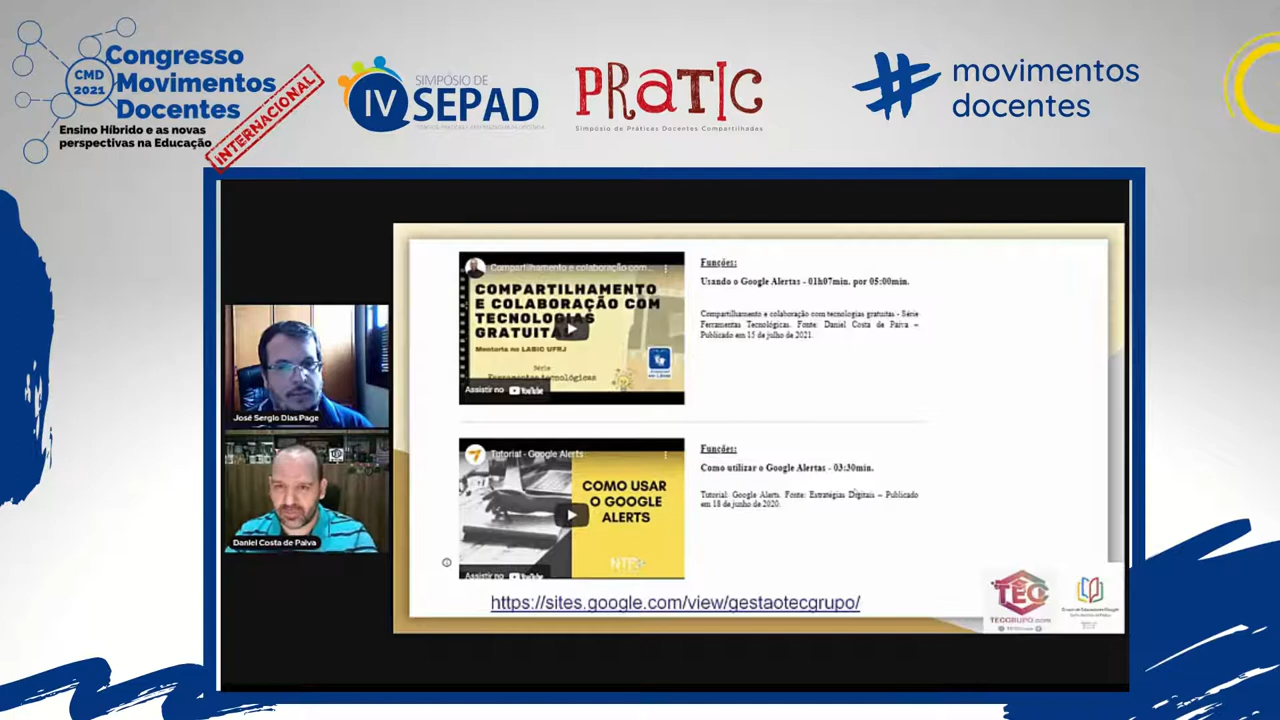 CMD
2021
Congresso
Movimentos
Docentes
Ensino Híbrido e as novas
perspectivas na Educação
INTERNACIONAL
SIMPÓSIO DE
IV SEPAD
PRATIC
Simpósio de Práticas Docentes Compartilhadas
# movimentos
docentes
José Sergio Dias Page
Daniel Costa de Paiva
Compartilhamento e colaboração com...
COMPARTILHAMENTO
E COLABORAÇÃO COM
TECNOLOGIAS
GRATUITAS
Mentoria no LABIC UFRJ
Série
Ferramentas tecnológicas
Assistir no YouTube
Funções:
Usando o Google Alertas - 01h07min. por 05:00min.
Compartilhamento e colaboração com tecnologias gratuitas - Série
Ferramentas Tecnológicas. Fonte: Daniel Costa de Paiva –
Publicado em 15 de julho de 2021.
Tutorial - Google Alerts
COMO USAR
O GOOGLE
ALERTS
Assistir no YouTube
Funções:
Como utilizar o Google Alertas - 03:30min.
Tutorial: Google Alerts. Fonte: Estratégias Digitais – Publicado
em 18 de junho de 2020.
https://sites.google.com/view/gestaotecgrupo/
TEC
TECGRUPO.com